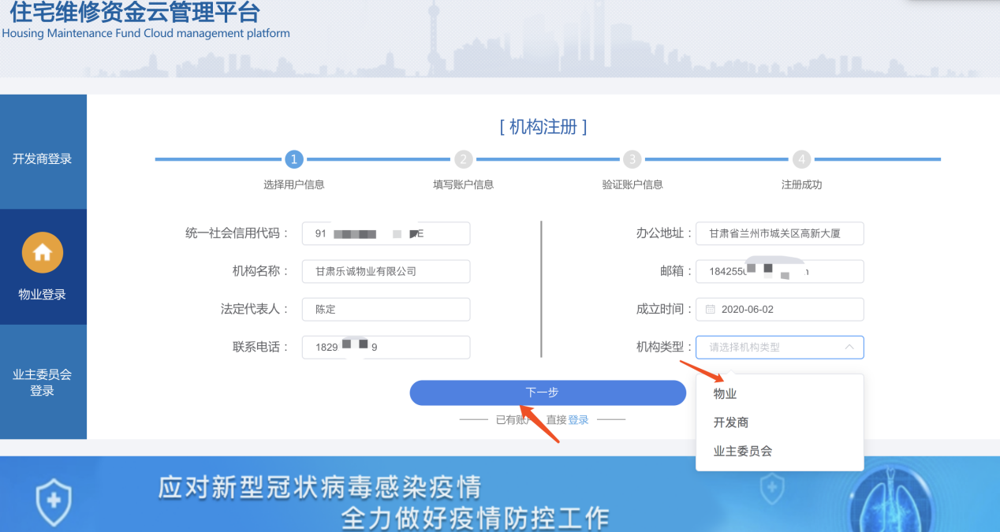 住宅维修资金云管理平台
Housing Maintenance Fund Cloud management platform
开发商登录
物业登录
业主委员会
登录
[ 机构注册 ]
1 2 3 4
选择用户信息 填写账户信息 验证账户信息 注册成功
统一社会信用代码： 91 E
机构名称： 甘肃乐诚物业有限公司
法定代表人： 陈定
联系电话： 1829 9
办公地址： 甘肃省兰州市城关区高新大厦
邮箱： 184255
成立时间： 2020-06-02
机构类型： 请选择机构类型
物业
开发商
业主委员会
下一步
已有账户 直接登录
应对新型冠状病毒感染疫情
全力做好疫情防控工作